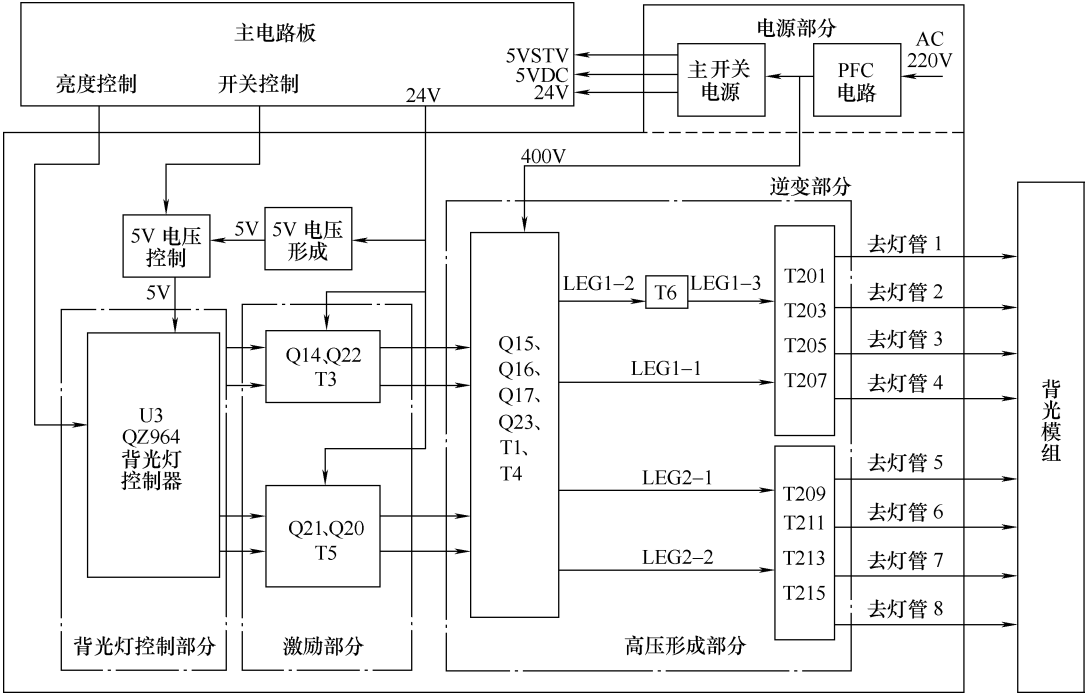 主电路板
电源部分
AC
220V
5VSTV
5VDC
24V
主开关
电源
PFC
电路
亮度控制
开关控制
24V
400V
逆变部分
5V 电压
控制
5V
5V 电压
形成
5V
LEG1-2
T6
LEG1-3
T201
T203
T205
T207
去灯管 1
去灯管 2
去灯管 3
去灯管 4
Q14、Q22
T3
Q15、
Q16、
Q17、
Q23、
T1、
T4
LEG1-1
U3
QZ964
背光灯
控制器
背光模组
LEG2-1
T209
T211
T213
T215
去灯管 5
去灯管 6
去灯管 7
去灯管 8
Q21、Q20
T5
LEG2-2
背光灯控制部分
激励部分
高压形成部分